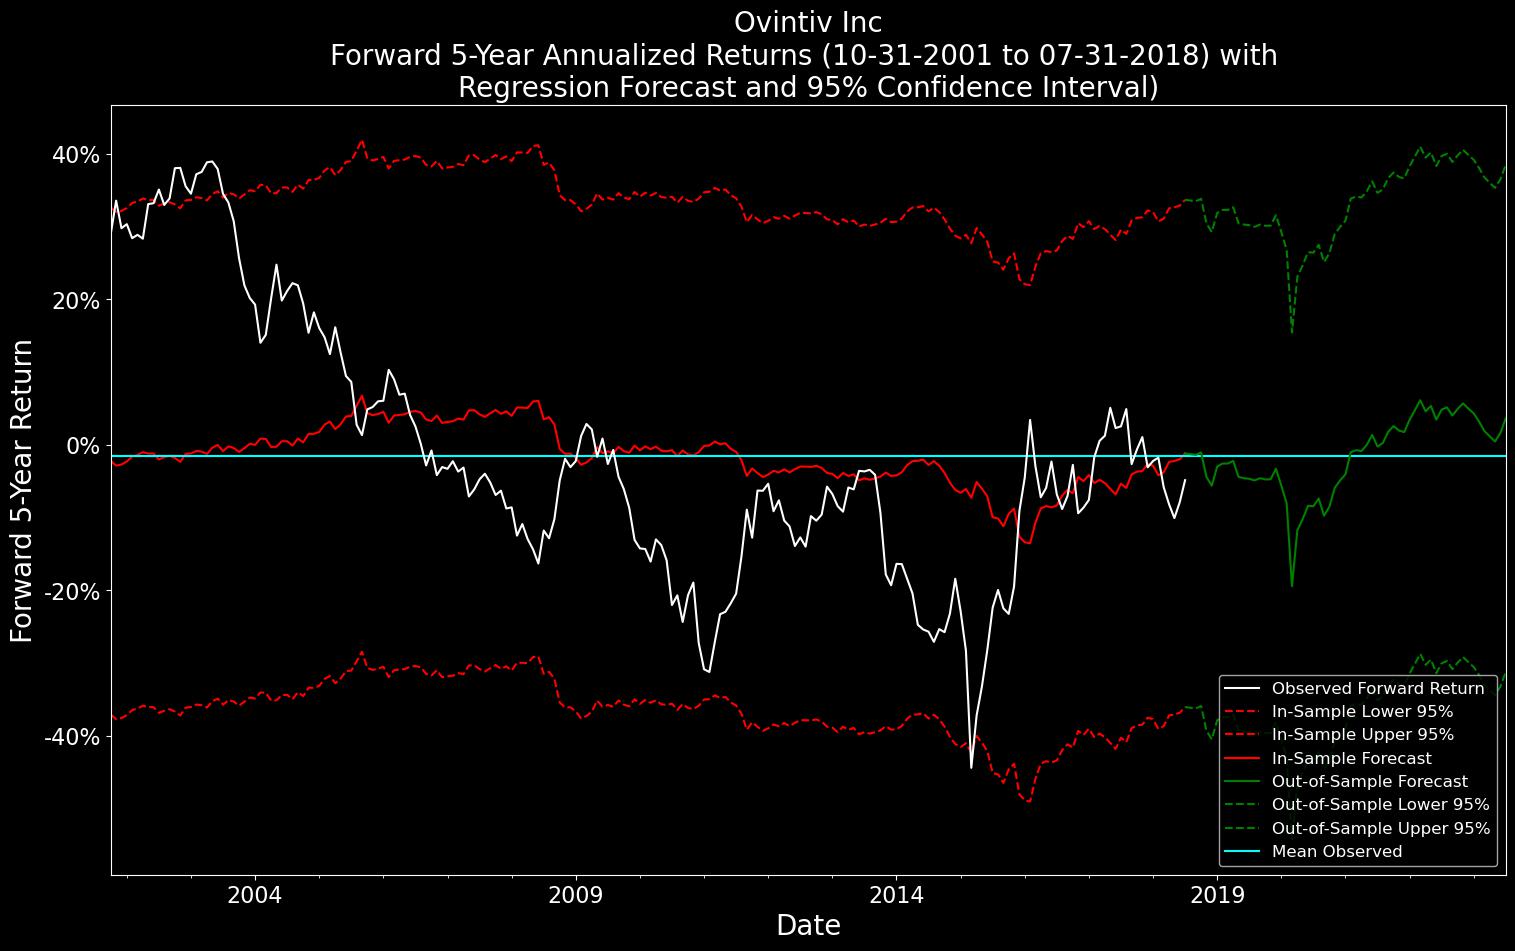 Ovintiv Inc
Forward 5-Year Annualized Returns (10-31-2001 to 07-31-2018) with
Regression Forecast and 95% Confidence Interval)
Forward 5-Year Return
40%
20%
0%
-20%
-40%
Observed Forward Return
In-Sample Lower 95%
In-Sample Upper 95%
In-Sample Forecast
Out-of-Sample Forecast
Out-of-Sample Lower 95%
Out-of-Sample Upper 95%
Mean Observed
2004
2009
2014
2019
Date